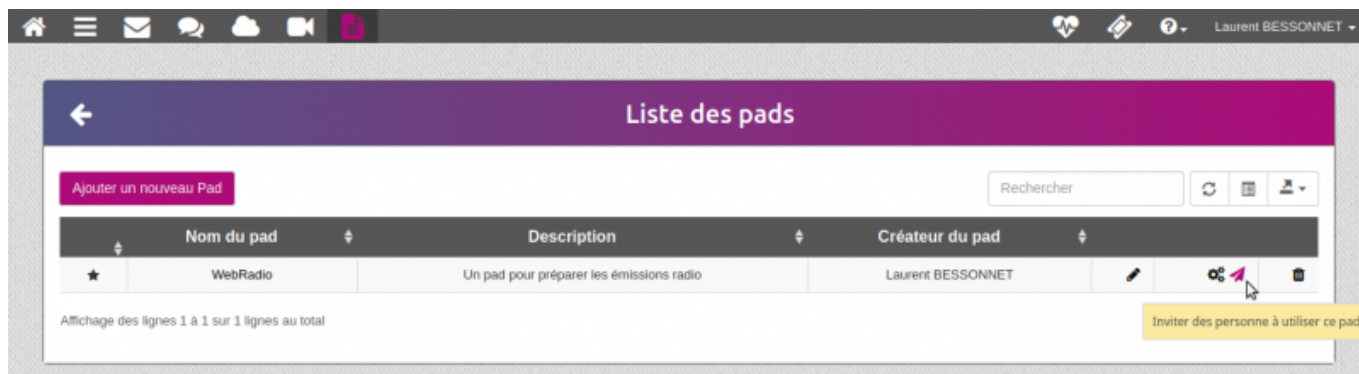 Laurent BESSONNET
Liste des pads
Ajouter un nouveau Pad
Rechercher
Nom du pad Description Créateur du pad
WebRadio Un pad pour préparer les émissions radio Laurent BESSONNET
Affichage des lignes 1 à 1 sur 1 lignes au total
Inviter des personne à utiliser ce pad